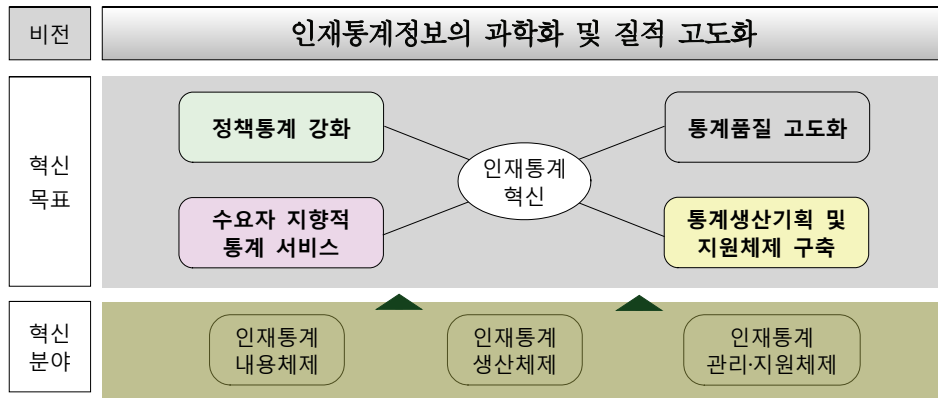 비전
인재통계정보의 과학화 및 질적 고도화
혁신
목표
정책통계 강화
통계품질 고도화
인재통계
혁신
수요자 지향적
통계 서비스
통계생산기획 및
지원체제 구축
혁신
분야
인재통계
내용체제
인재통계
생산체제
인재통계
관리·지원체제